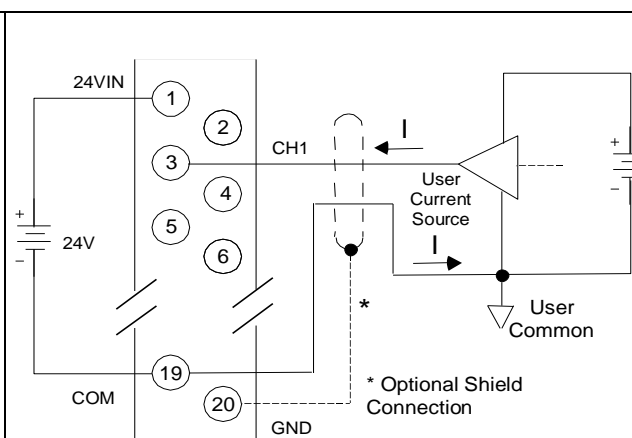 24VIN
1
2
CH1
I
3
4
User
Current
Source
+
-
+
24V
-
5
6
I
*
User
Common
19
COM
20
GND
* Optional Shield
Connection